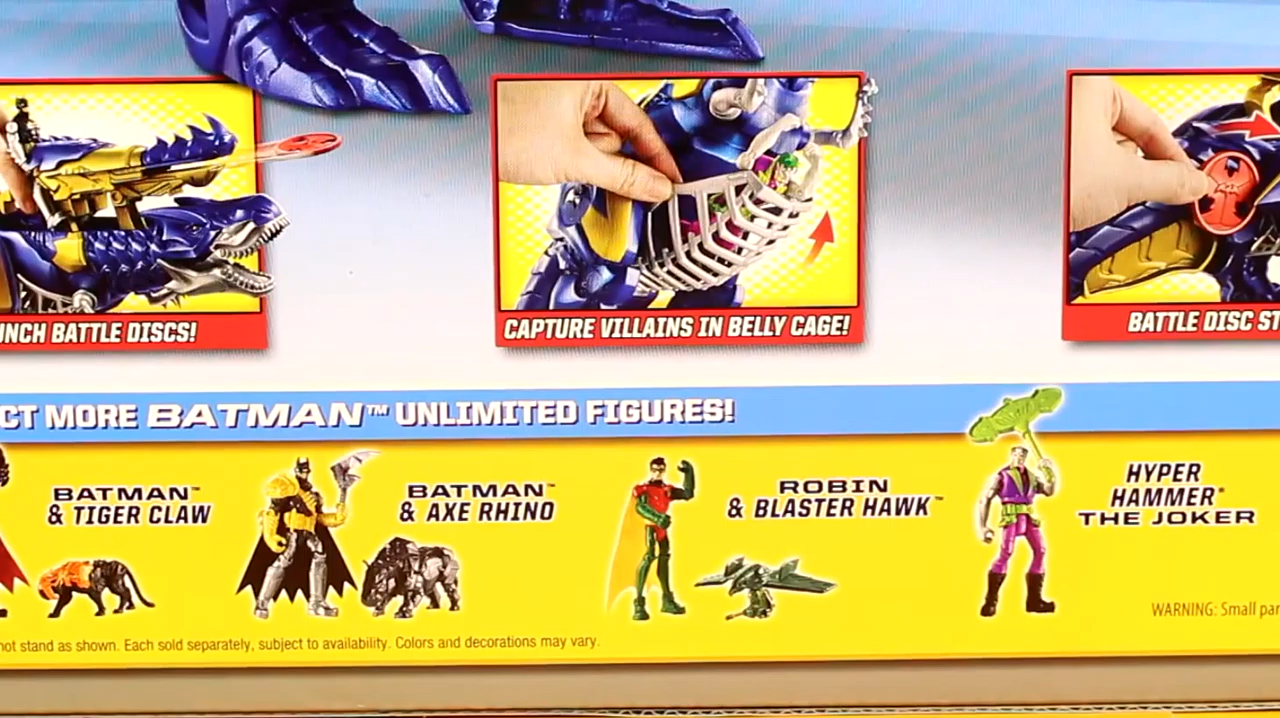 UNCH BATTLE DISCS!
CAPTURE VILLAINS IN BELLY CAGE!
BATTLE DISC ST
CT MORE BATMAN™ UNLIMITED FIGURES!
BATMAN™
& TIGER CLAW
BATMAN™
& AXE RHINO
ROBIN
& BLASTER HAWK™
HYPER
HAMMER®
THE JOKER
WARNING: Small par
not stand as shown. Each sold separately, subject to availability. Colors and decorations may vary.